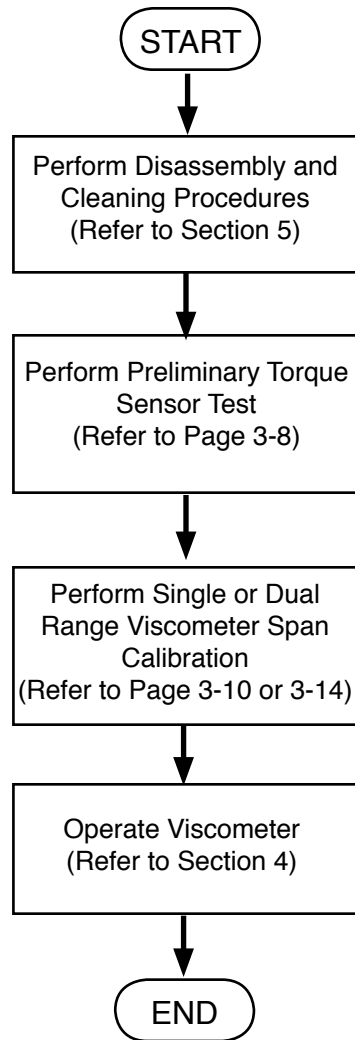 START
Perform Disassembly and
Cleaning Procedures
(Refer to Section 5)
Perform Preliminary Torque
Sensor Test
(Refer to Page 3-8)
Perform Single or Dual
Range Viscometer Span
Calibration
(Refer to Page 3-10 or 3-14)
Operate Viscometer
(Refer to Section 4)
END